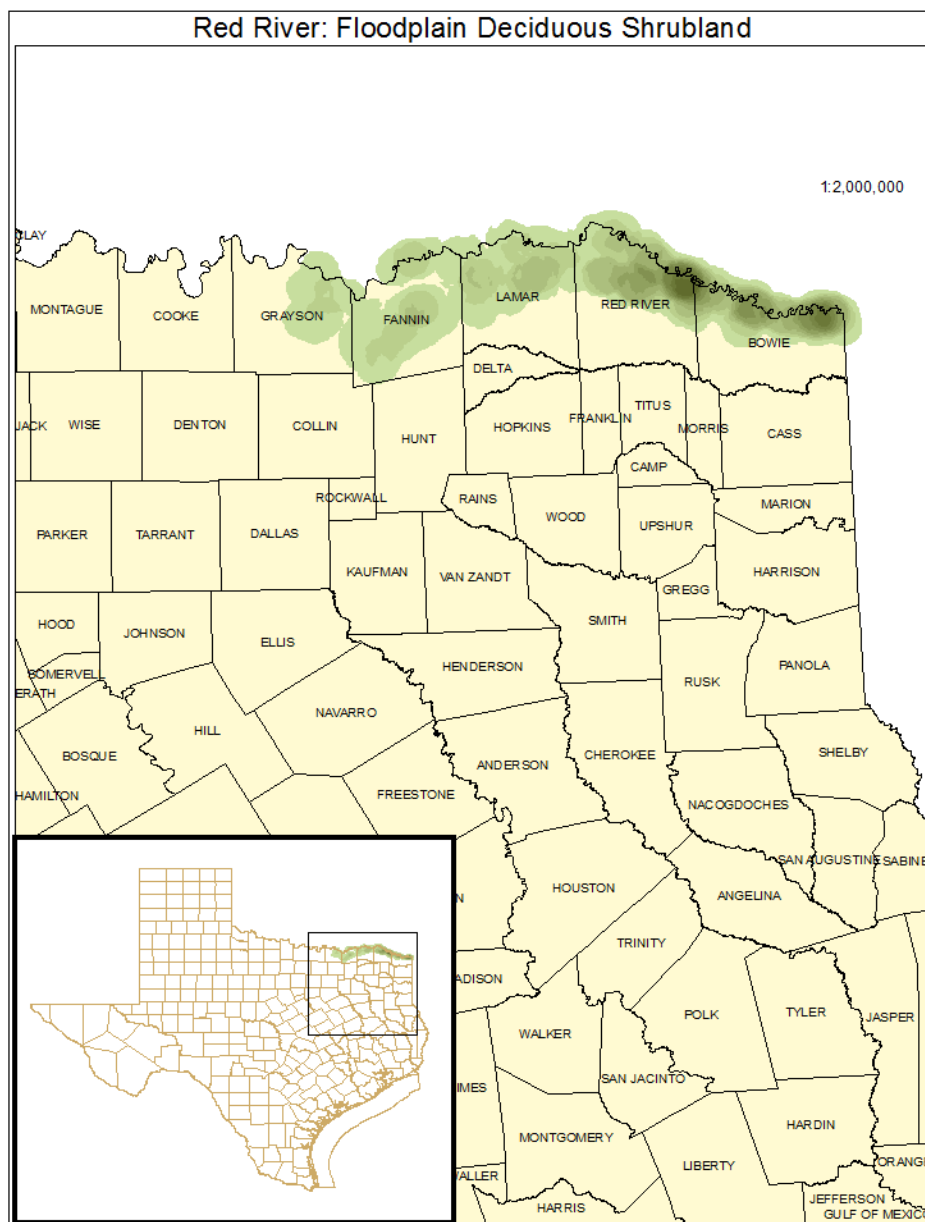 Red River: Floodplain Deciduous Shrubland
1:2,000,000
CLAY
MONTAGUE
COOKE
GRAYSON
FANNIN
LAMAR
RED RIVER
BOWIE
DELTA
JACK
WISE
DENTON
COLLIN
HUNT
HOPKINS
FRANKLIN
TITUS
MORRIS
CASS
CAMP
ROCKWALL
RAINS
WOOD
UPSHUR
MARION
PARKER
TARRANT
DALLAS
KAUFMAN
VAN ZANDT
GREGG
HARRISON
HOOD
JOHNSON
ELLIS
SMITH
SOMERVELL
ERATH
HENDERSON
RUSK
PANOLA
BOSQUE
HILL
NAVARRO
CHEROKEE
SHELBY
HAMILTON
FREESTONE
ANDERSON
NACOGDOCHES
SAN AUGUSTINE
SABINE
N
HOUSTON
ANGELINA
TRINITY
ADISON
POLK
TYLER
JASPER
WALKER
IMES
SAN JACINTO
MONTGOMERY
HARDIN
LIBERTY
ORANG
ALLER
HARRIS
JEFFERSON
GULF OF MEXICO